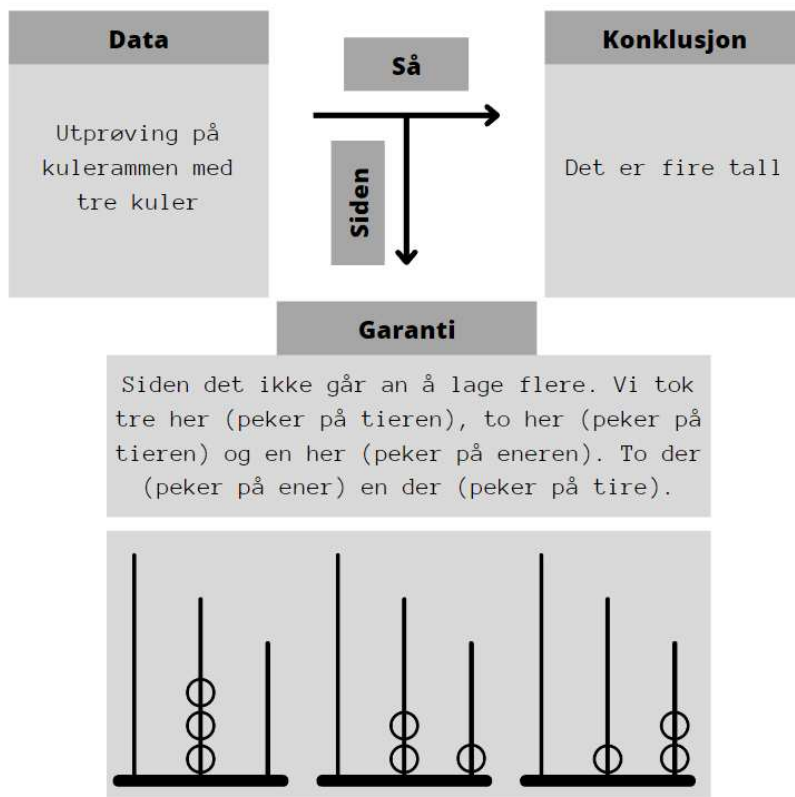 Data
Så
Konklusjon
Utprøving på
kulerammen med
tre kuler
Siden
Det er fire tall
Garanti
Siden det ikke går an å lage flere. Vi tok
tre her (peker på tieren), to her (peker på
tieren) og en her (peker på eneren). To der
(peker på ener) en der (peker på tire).